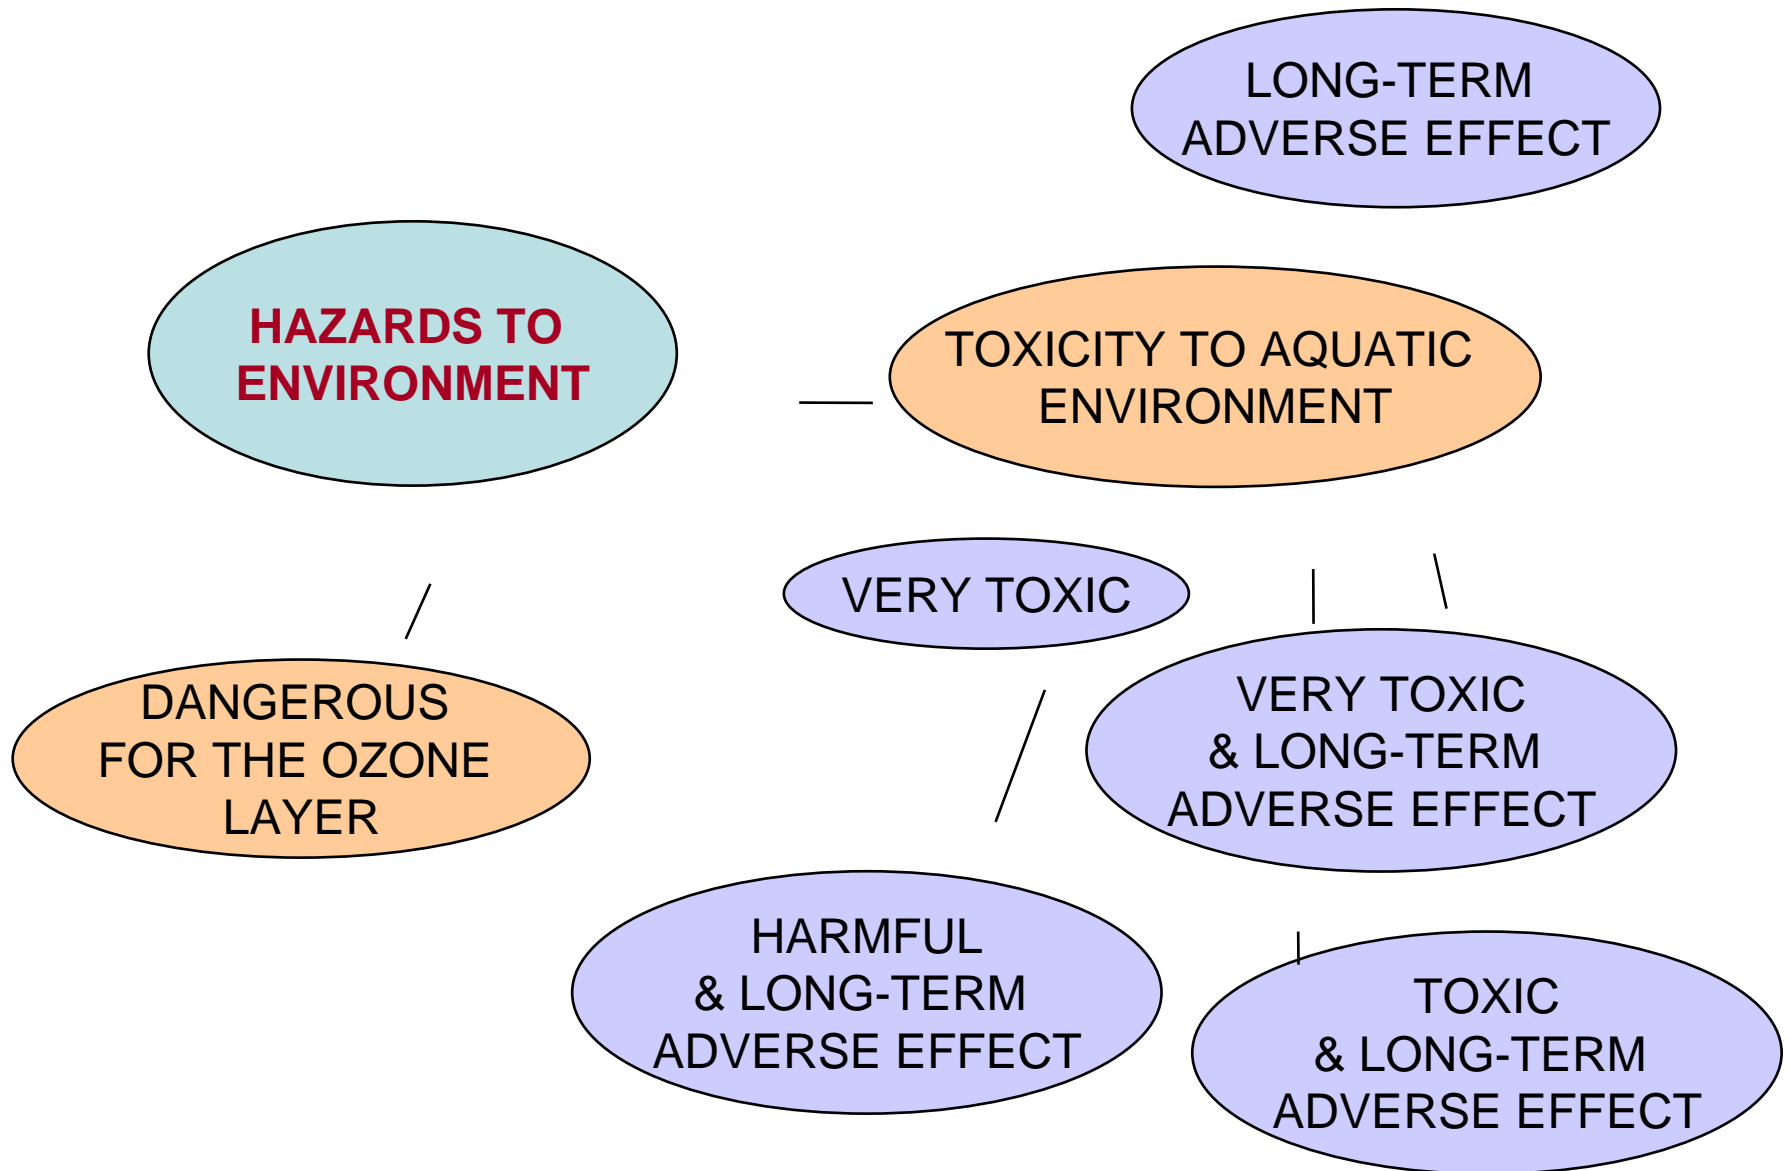 LONG-TERM
ADVERSE EFFECT
HAZARDS TO
ENVIRONMENT
TOXICITY TO AQUATIC
ENVIRONMENT
VERY TOXIC
DANGEROUS
FOR THE OZONE
LAYER
VERY TOXIC
& LONG-TERM
ADVERSE EFFECT
HARMFUL
& LONG-TERM
ADVERSE EFFECT
TOXIC
& LONG-TERM
ADVERSE EFFECT